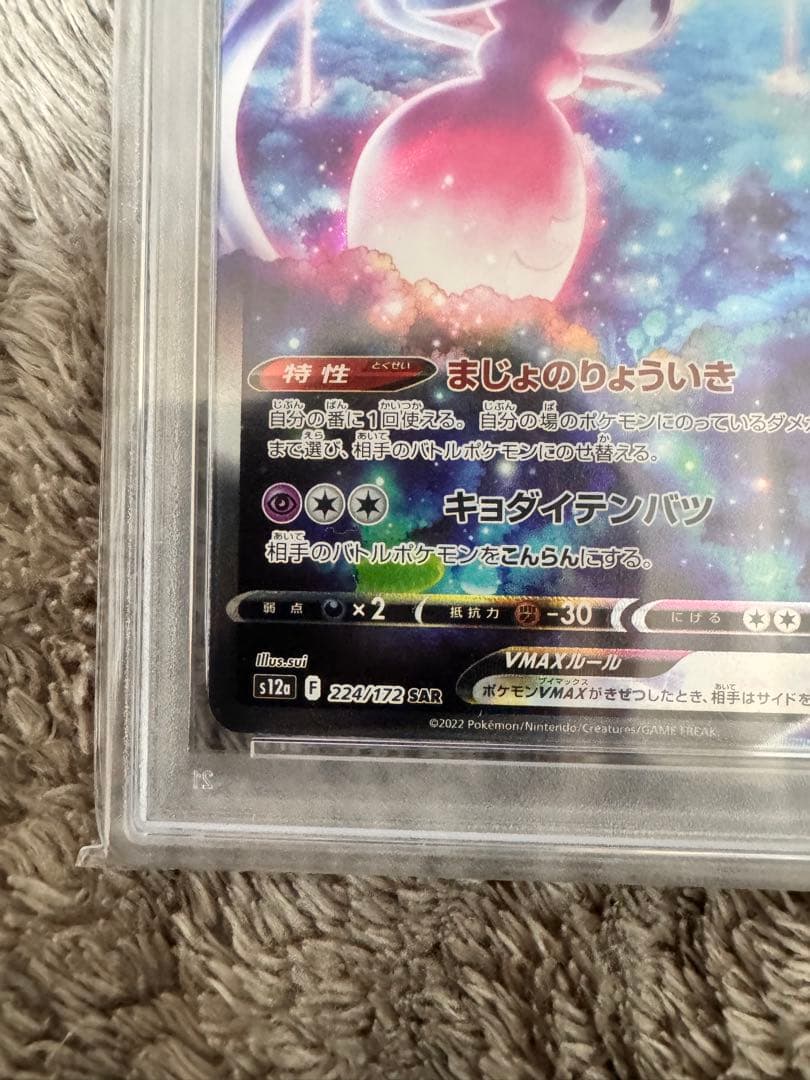 特性 とくせい まじょのりょういき
自分の番に1回使える。自分の場のポケモンにのっているダメカ
まで選び、相手のバトルポケモンにのせ替える。
キョダイテンバツ
相手のバトルポケモンをこんらんにする。
弱点 ×2 抵抗力 -30 にげる
Illus.sui
VMAXルール
s12a F 224/172 SAR
ポケモンVMAXがきぜつしたとき、相手はサイドを
©2022 Pokémon/Nintendo/Creatures/GAME FREAK